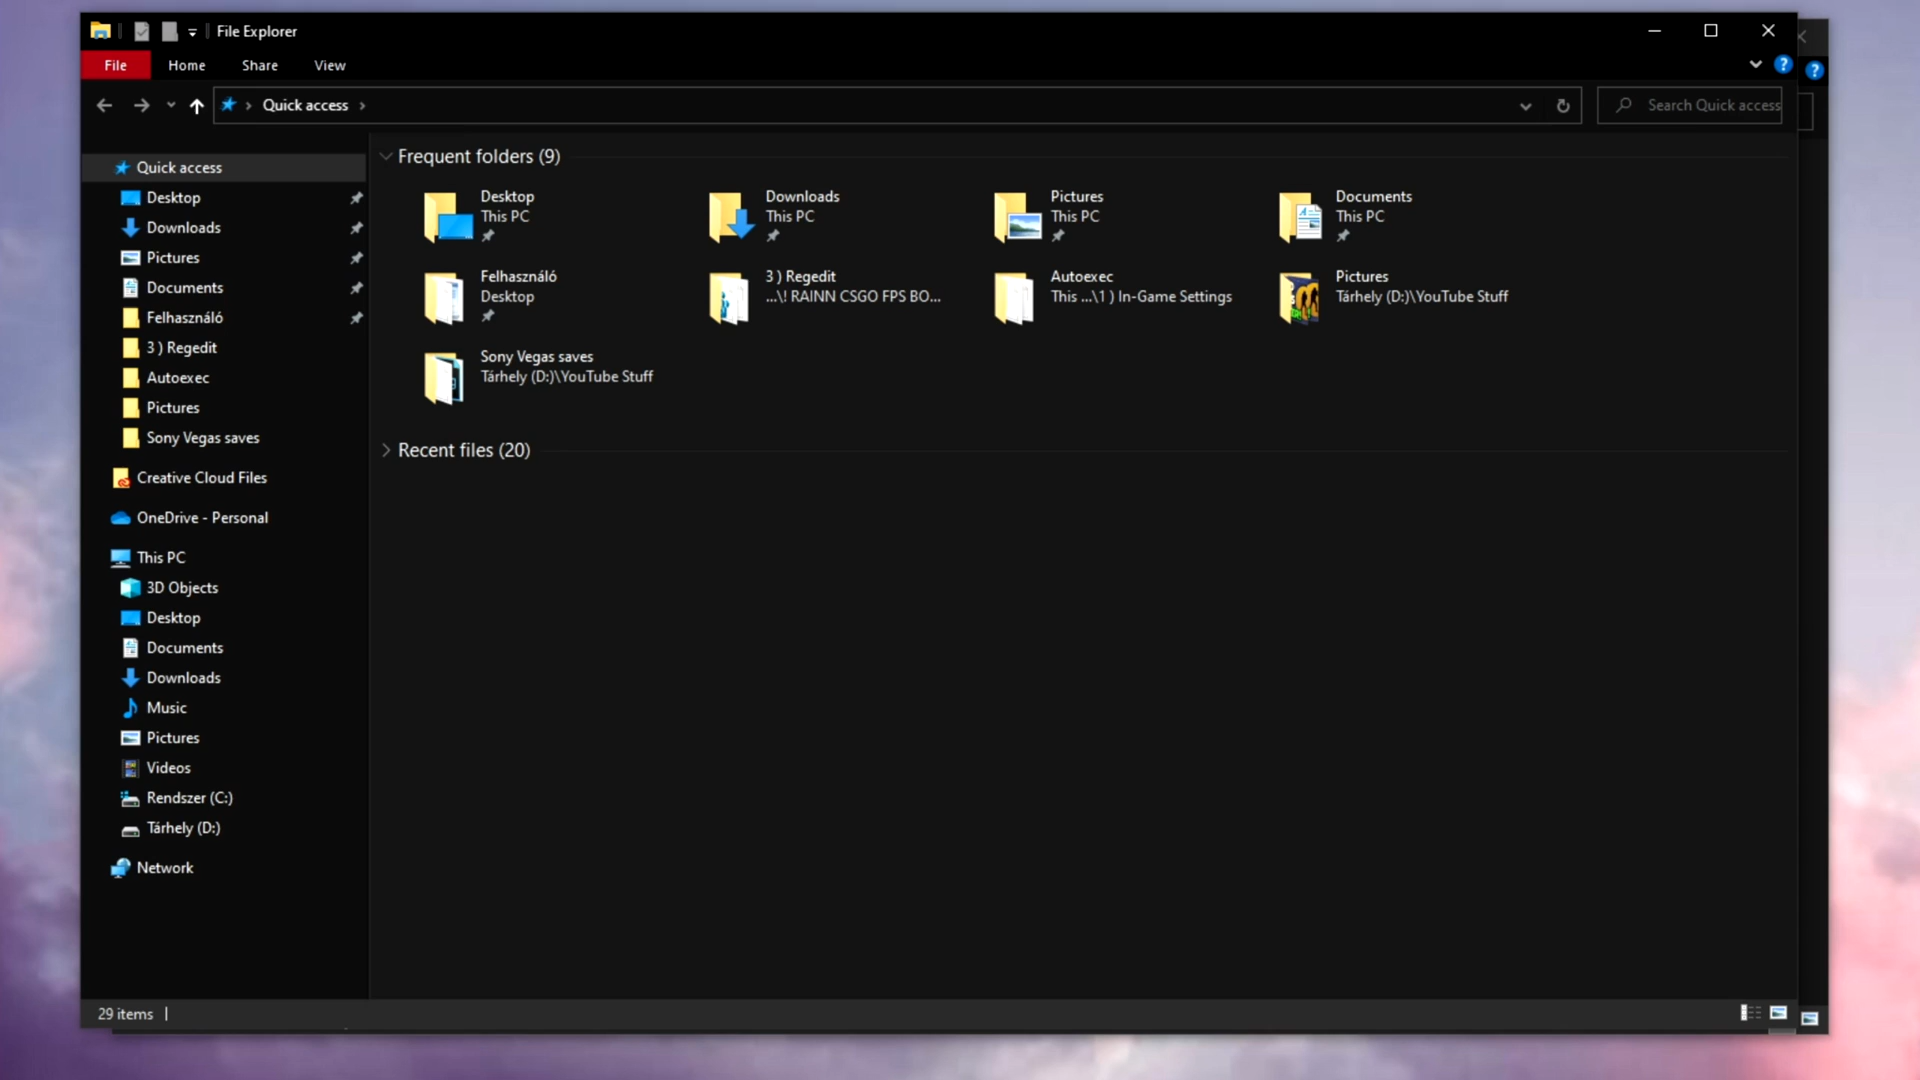 File Explorer
File Home Share View
Quick access
Search Quick access
Quick access
Desktop
Downloads
Pictures
Documents
Felhasználó
3 ) Regedit
Autoexec
Pictures
Sony Vegas saves
Creative Cloud Files
OneDrive - Personal
This PC
3D Objects
Desktop
Documents
Downloads
Music
Pictures
Videos
Rendszer (C:)
Tárhely (D:)
Network
Frequent folders (9)
Desktop
This PC
Downloads
This PC
Pictures
This PC
Documents
This PC
Felhasználó
Desktop
3 ) Regedit
...\! RAINN CSGO FPS BO...
Autoexec
This ...\1 ) In-Game Settings
Pictures
Tárhely (D:)\YouTube Stuff
Sony Vegas saves
Tárhely (D:)\YouTube Stuff
Recent files (20)
29 items